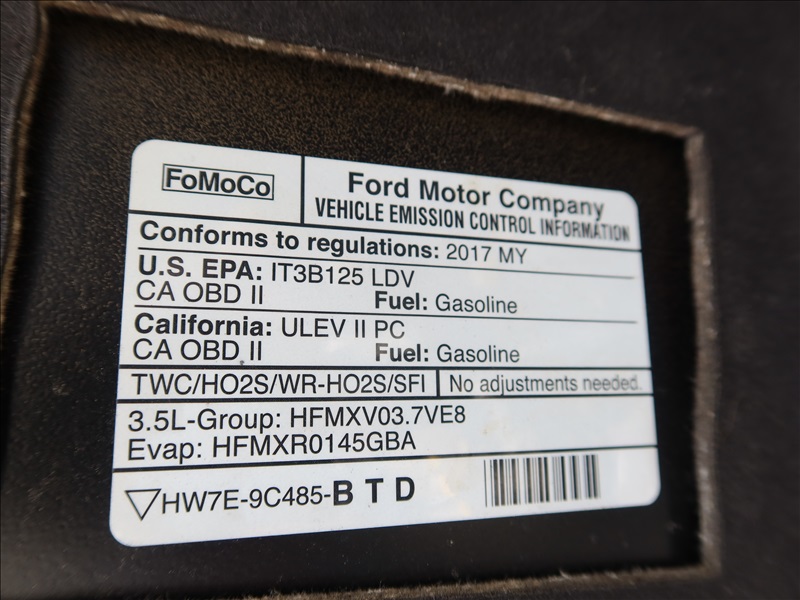 FoMoCo
Ford Motor Company
VEHICLE EMISSION CONTROL INFORMATION
Conforms to regulations: 2017 MY
U.S. EPA: IT3B125 LDV
CA OBD II Fuel: Gasoline
California: ULEV II PC
CA OBD II Fuel: Gasoline
TWC/HO2S/WR-HO2S/SFI No adjustments needed.
3.5L-Group: HFMXV03.7VE8
Evap: HFMXR0145GBA
HW7E-9C485-B T D